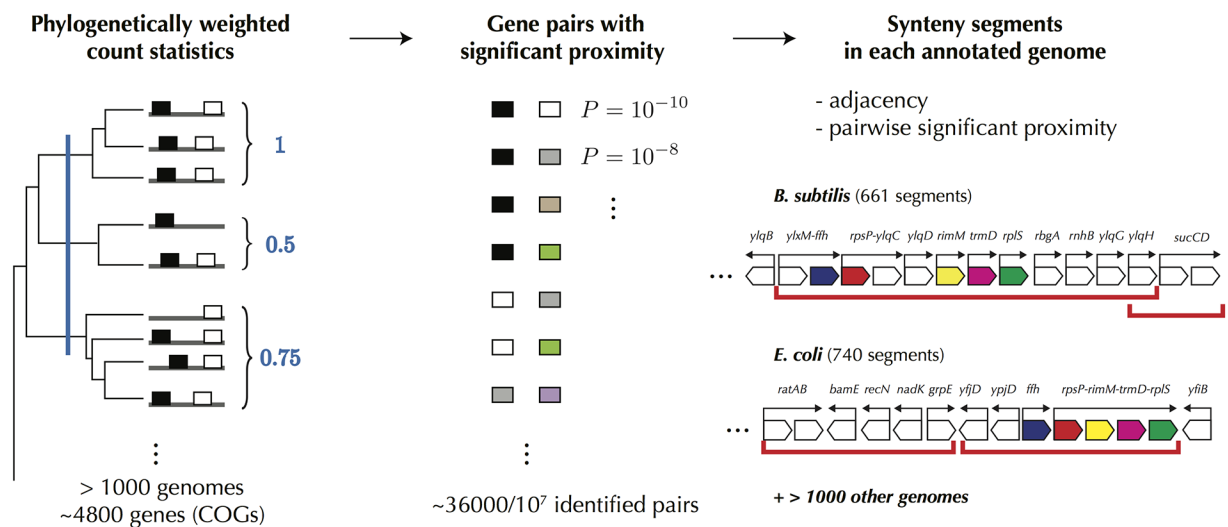 Phylogenetically weighted
count statistics
Gene pairs with
significant proximity
Synteny segments
in each annotated genome
1
0.5
0.75
⋮
> 1000 genomes
~4800 genes (COGs)
P = 10⁻¹⁰
P = 10⁻⁸
⋮
⋮
~36000/10⁷ identified pairs
- adjacency
- pairwise significant proximity
B. subtilis (661 segments)
ylqB ylxM-ffh rpsP-ylqC ylqD rimM trmD rplS rbgA rnhB ylqG ylqH sucCD
...
E. coli (740 segments)
ratAB bamE recN nadK grpE yfjD ypjD ffh rpsP-rimM-trmD-rplS yfiB
...
+ > 1000 other genomes